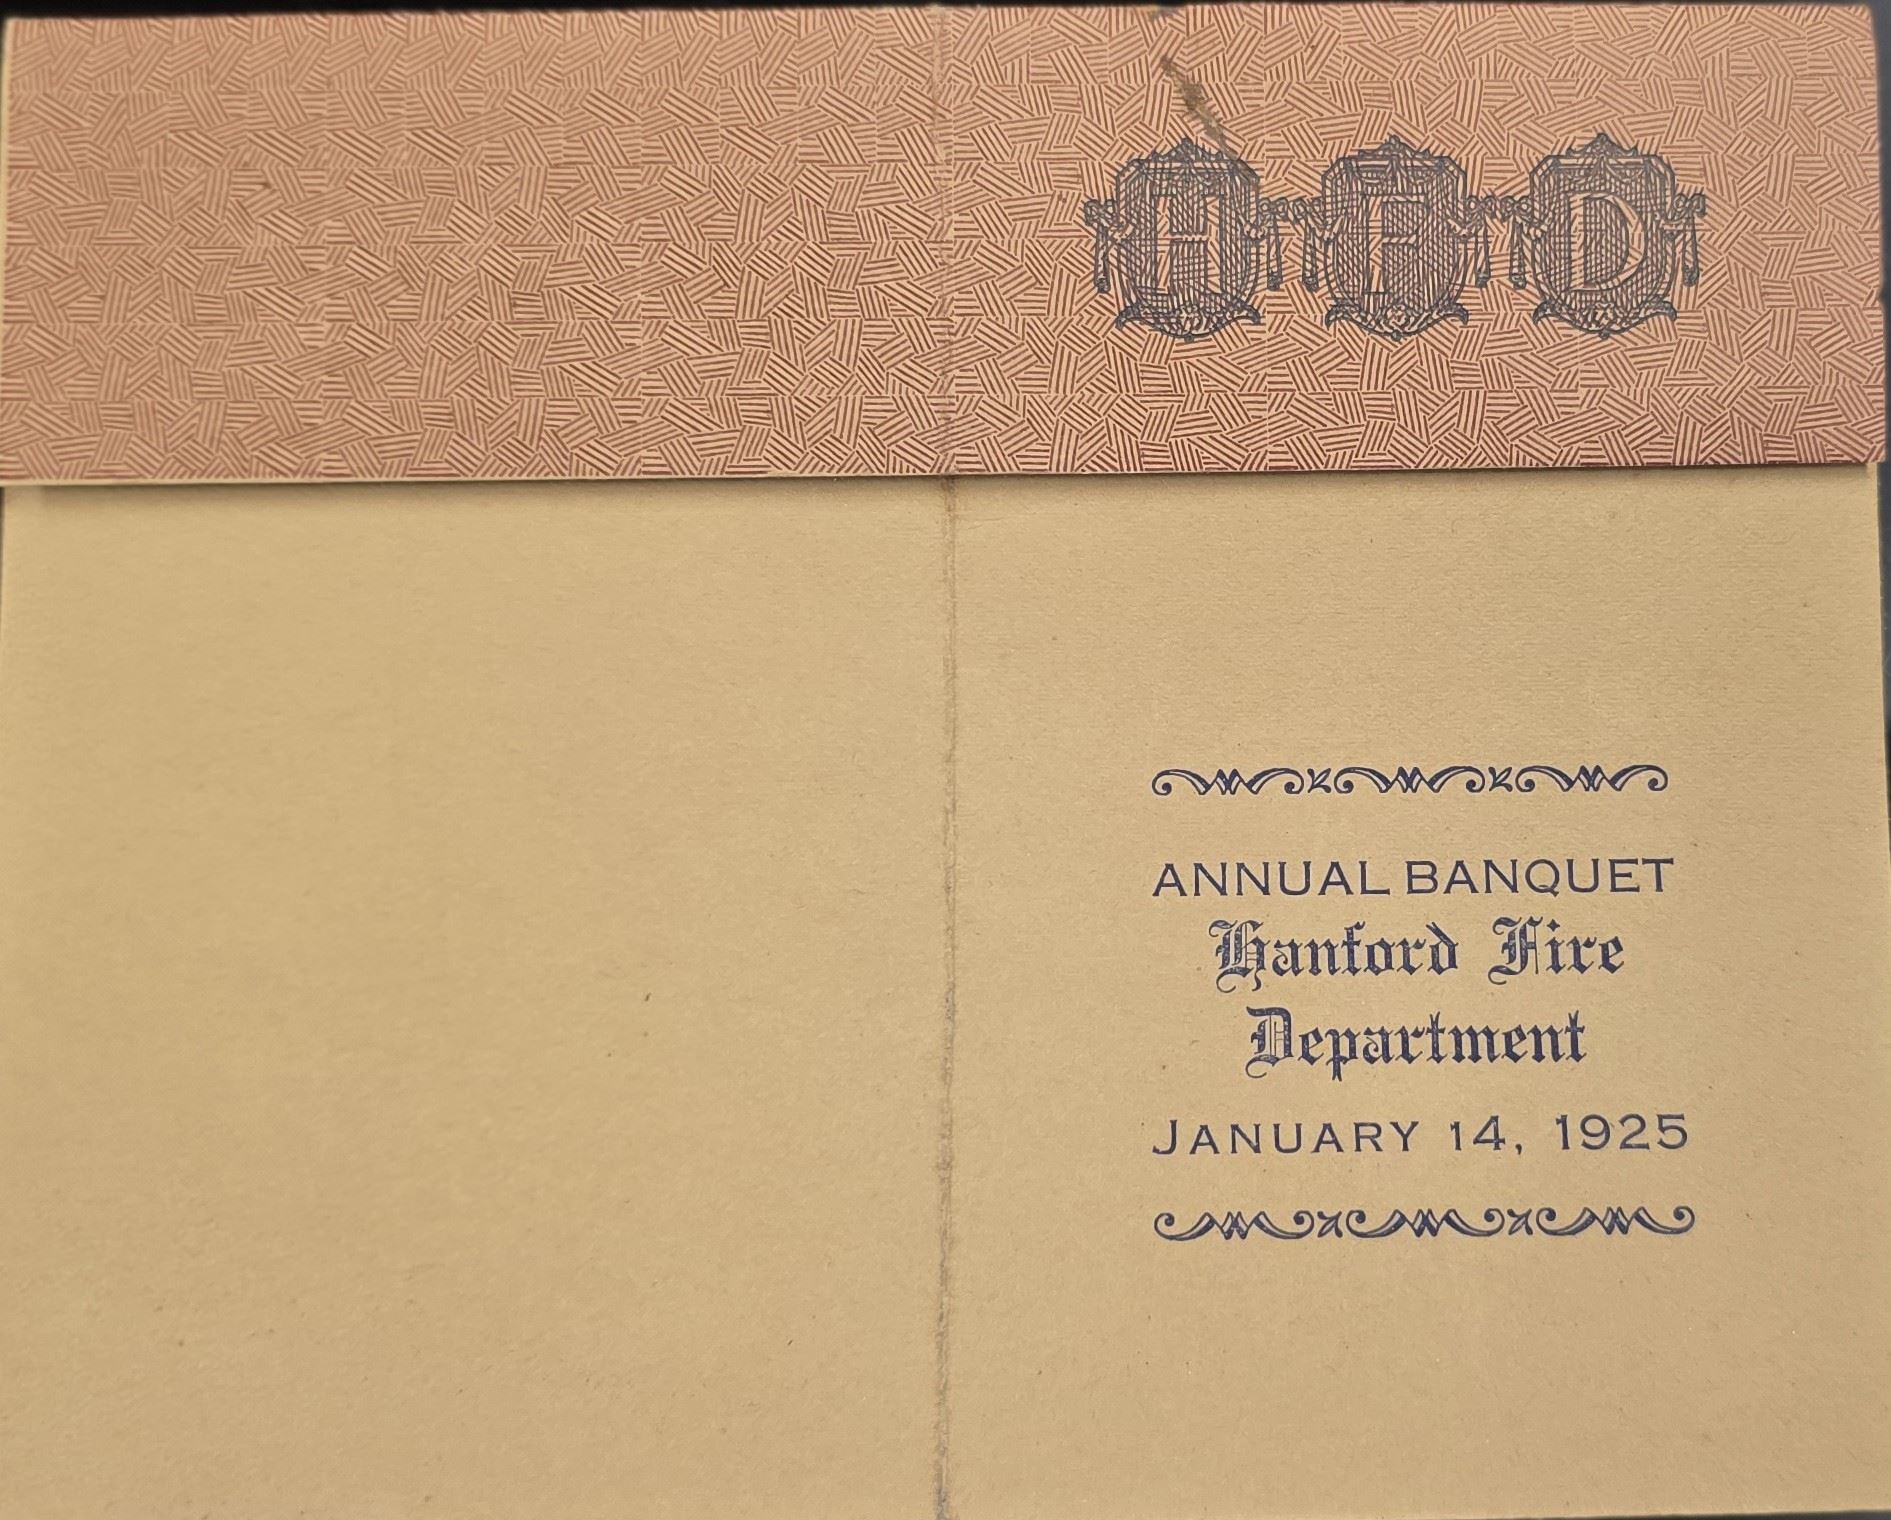 H F D
ANNUAL BANQUET
Hanford Fire
Department
JANUARY 14, 1925